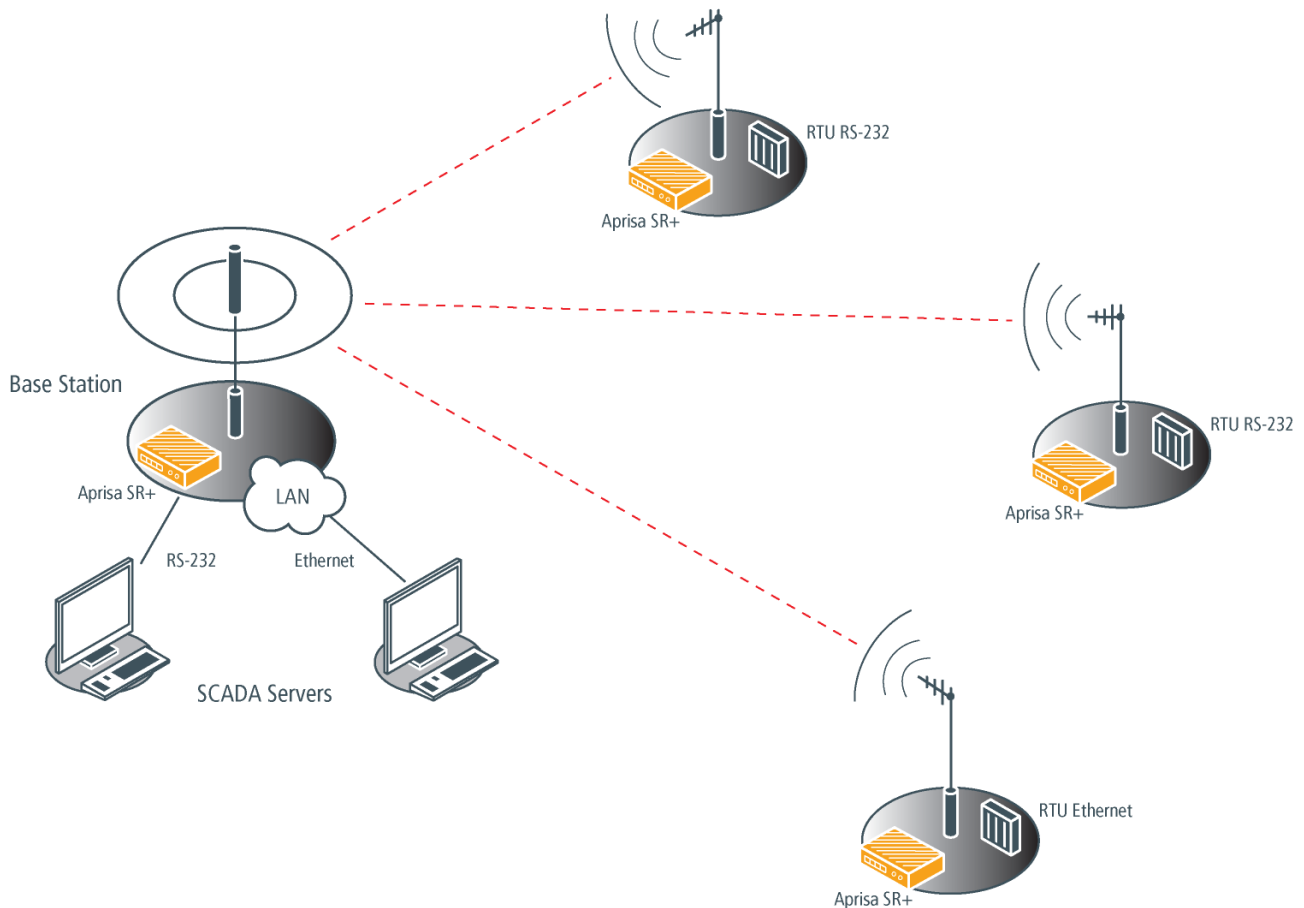 RTU RS-232
Aprisa SR+
Base Station
RTU RS-232
Aprisa SR+
Aprisa SR+
LAN
RS-232
Ethernet
SCADA Servers
RTU Ethernet
Aprisa SR+